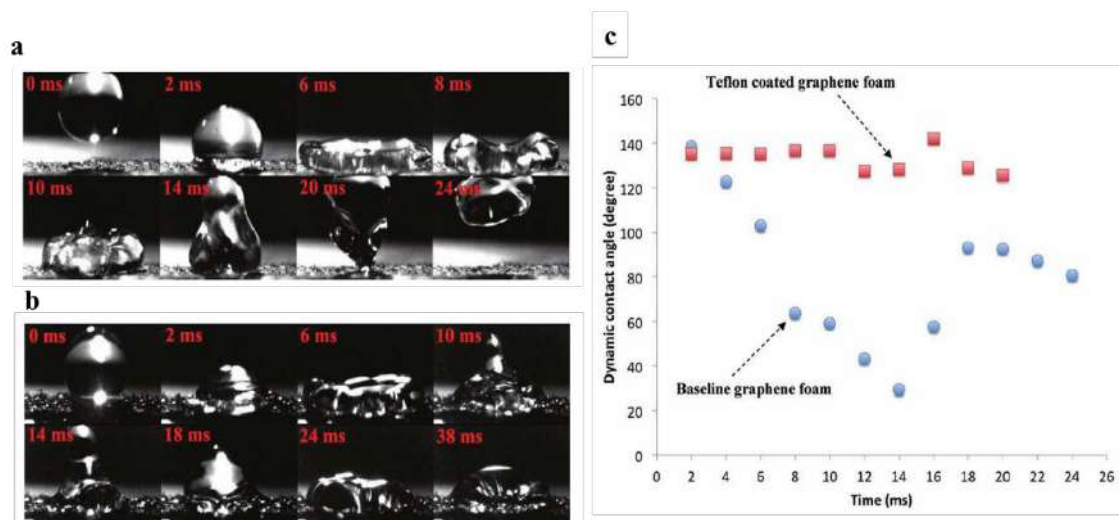 a
0 ms 2 ms 6 ms 8 ms
10 ms 14 ms 20 ms 24 ms
b
0 ms 2 ms 6 ms 10 ms
14 ms 18 ms 24 ms 38 ms
c
Teflon coated graphene foam
160
140
120
100
80
60
40
20
0
Dynamic contact angle (degree)
Baseline graphene foam
0 2 4 6 8 10 12 14 16 18 20 22 24 26
Time (ms)